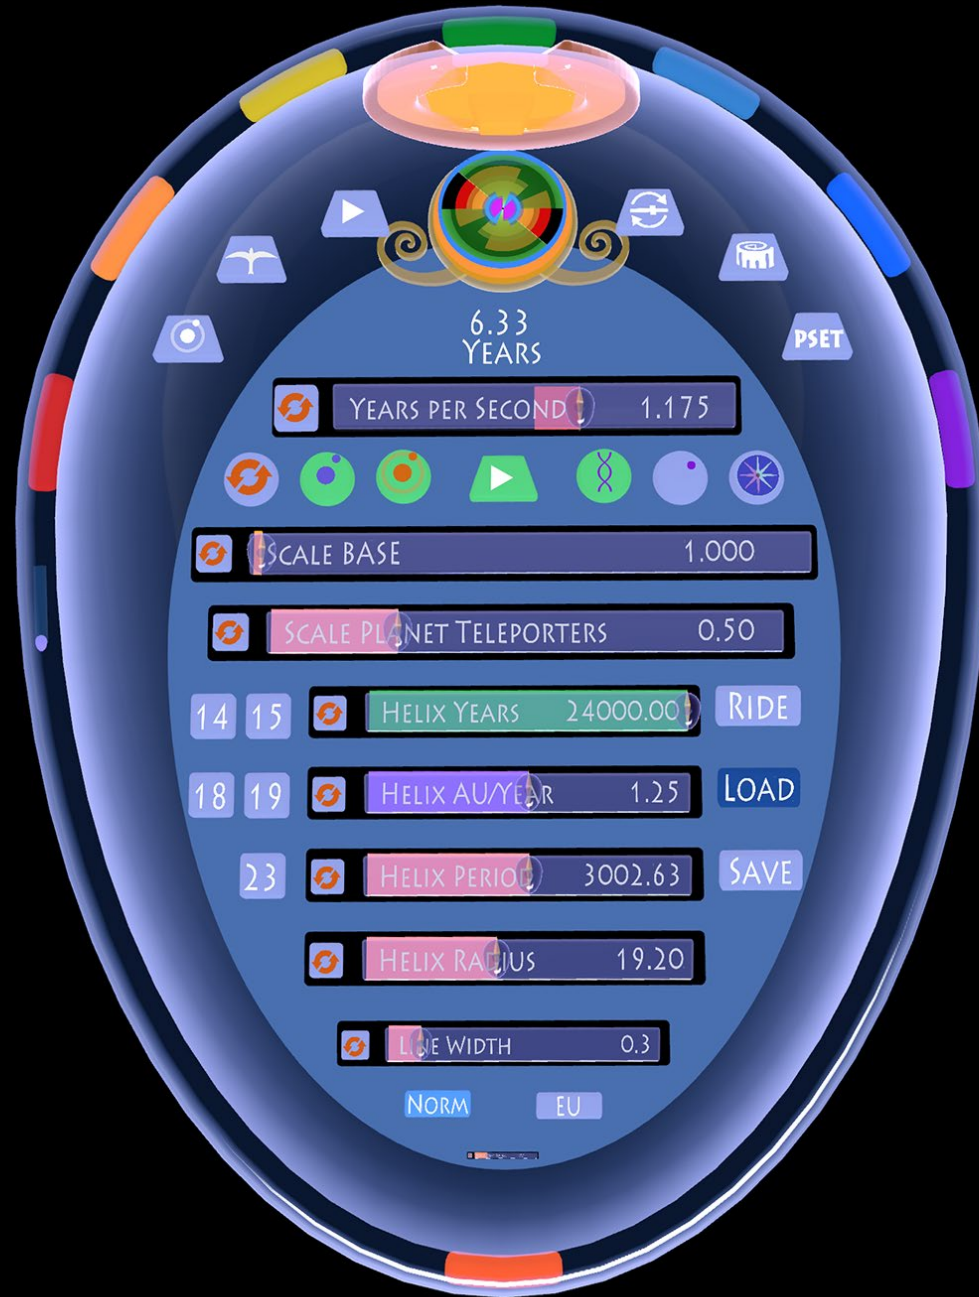 PSET
6.33
YEARS
YEARS PER SECOND 1.175
SCALE BASE 1.000
SCALE PLANET TELEPORTERS 0.50
14 15 HELIX YEARS 24000.00 RIDE
18 19 HELIX AU/YEAR 1.25 LOAD
23 HELIX PERIOD 3002.63 SAVE
HELIX RADIUS 19.20
LINE WIDTH 0.3
NORM EU